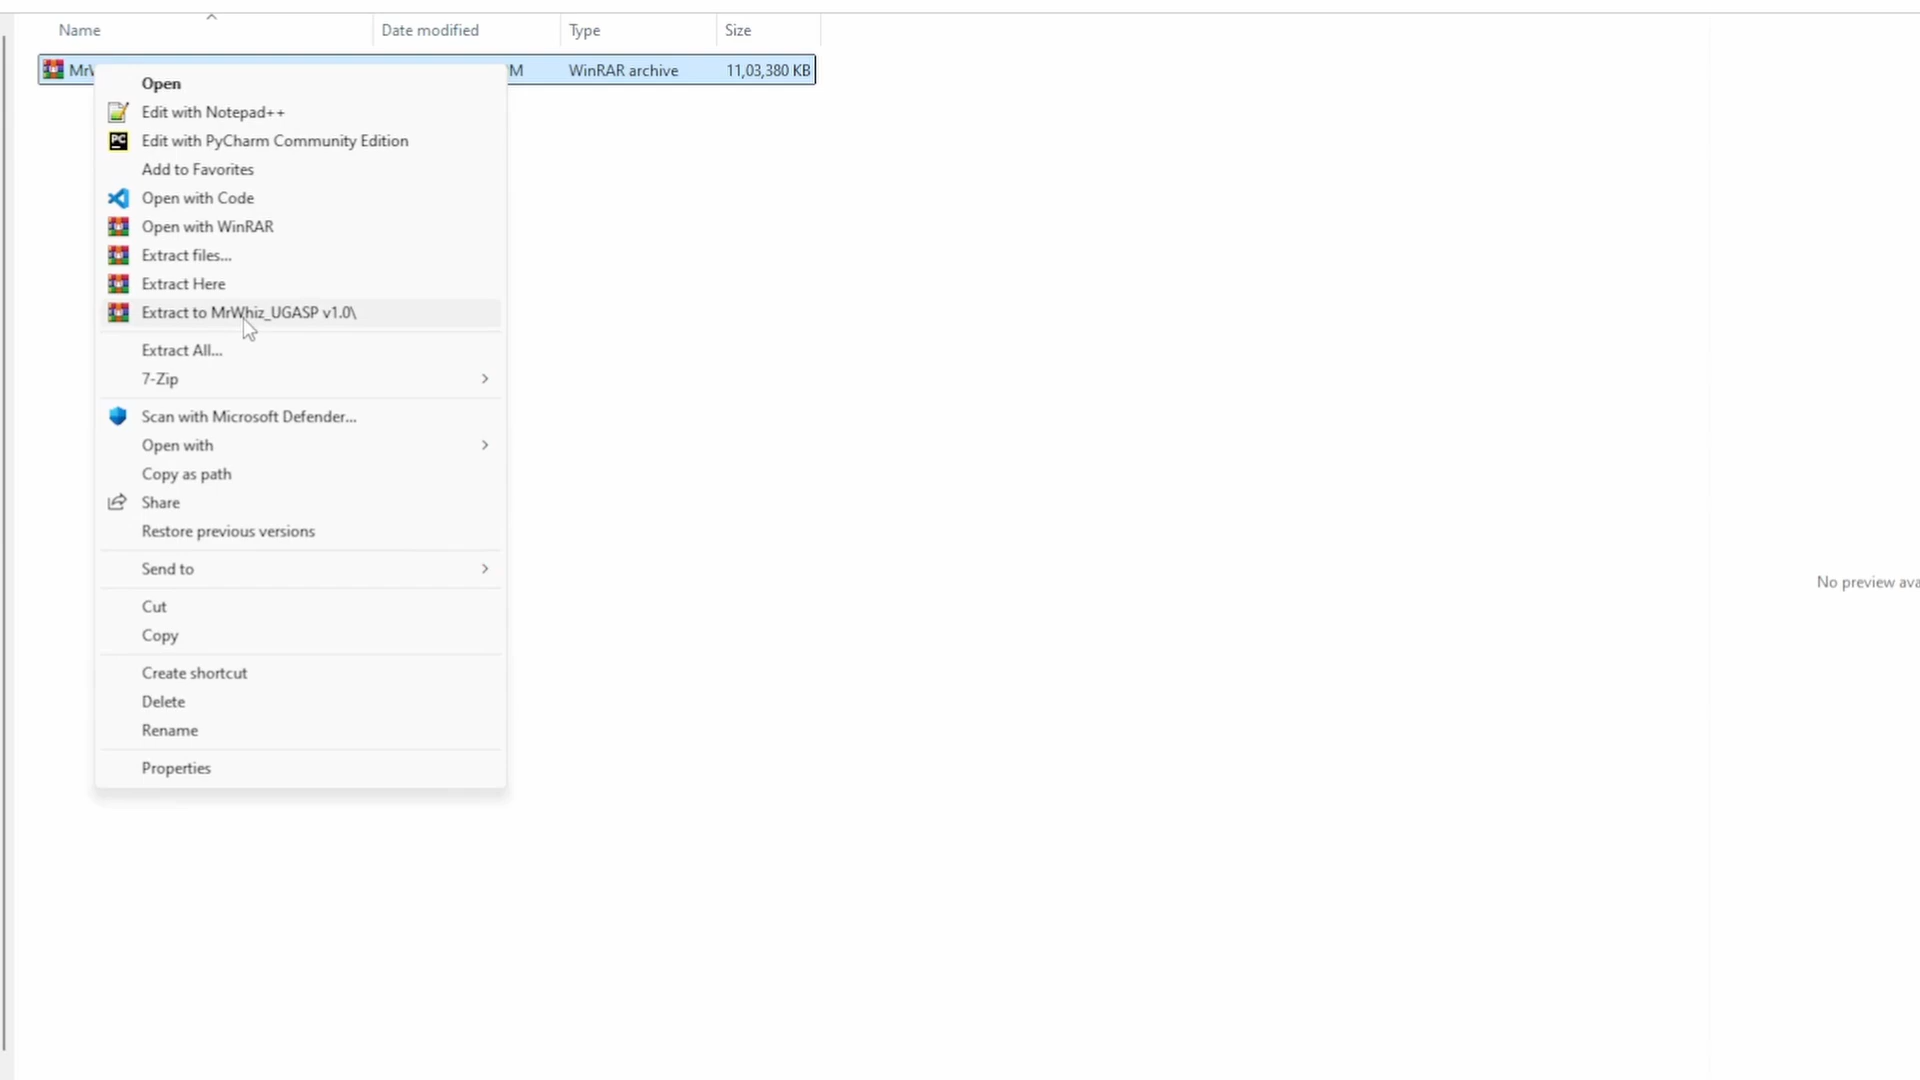 Name Date modified Type Size
MrW M WinRAR archive 11,03,380 KB
Open
Edit with Notepad++
PC Edit with PyCharm Community Edition
Add to Favorites
Open with Code
Open with WinRAR
Extract files...
Extract Here
Extract to MrWhiz_UGASP v1.0\
Extract All...
7-Zip
Scan with Microsoft Defender...
Open with
Copy as path
Share
Restore previous versions
Send to
No preview ava
Cut
Copy
Create shortcut
Delete
Rename
Properties